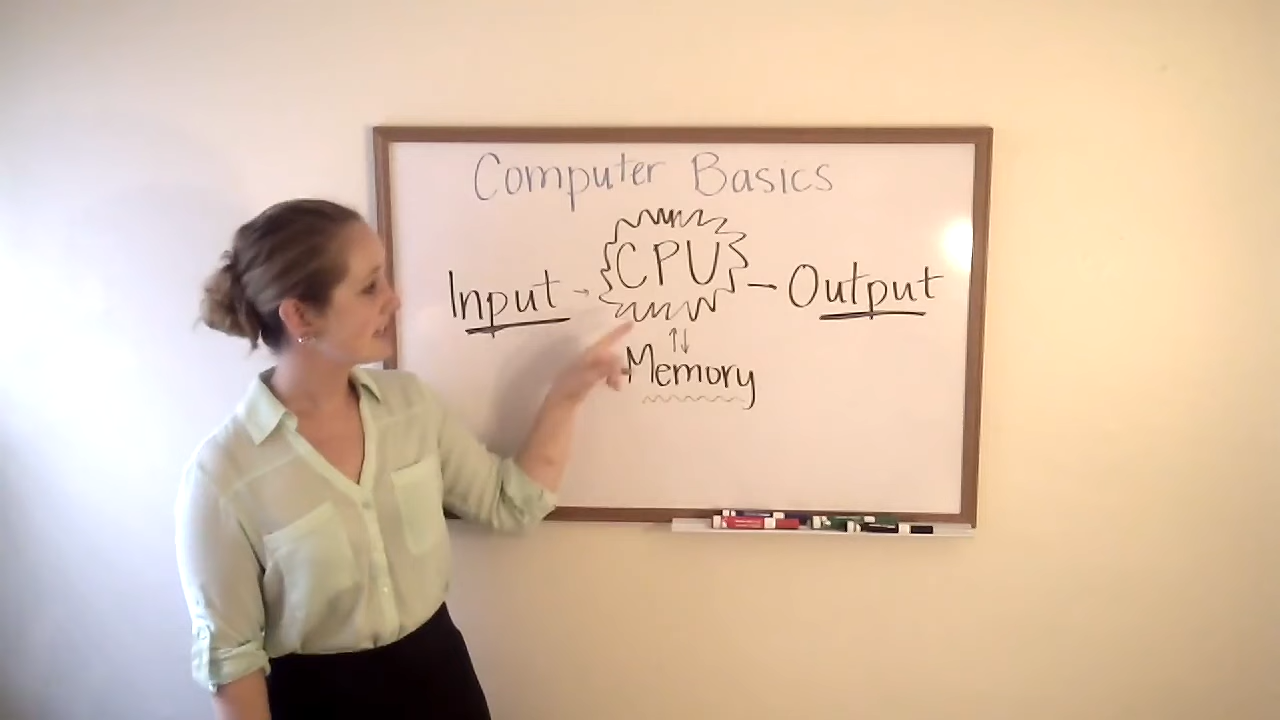 Computer Basics
Input → CPU — Output
↑↓
Memory